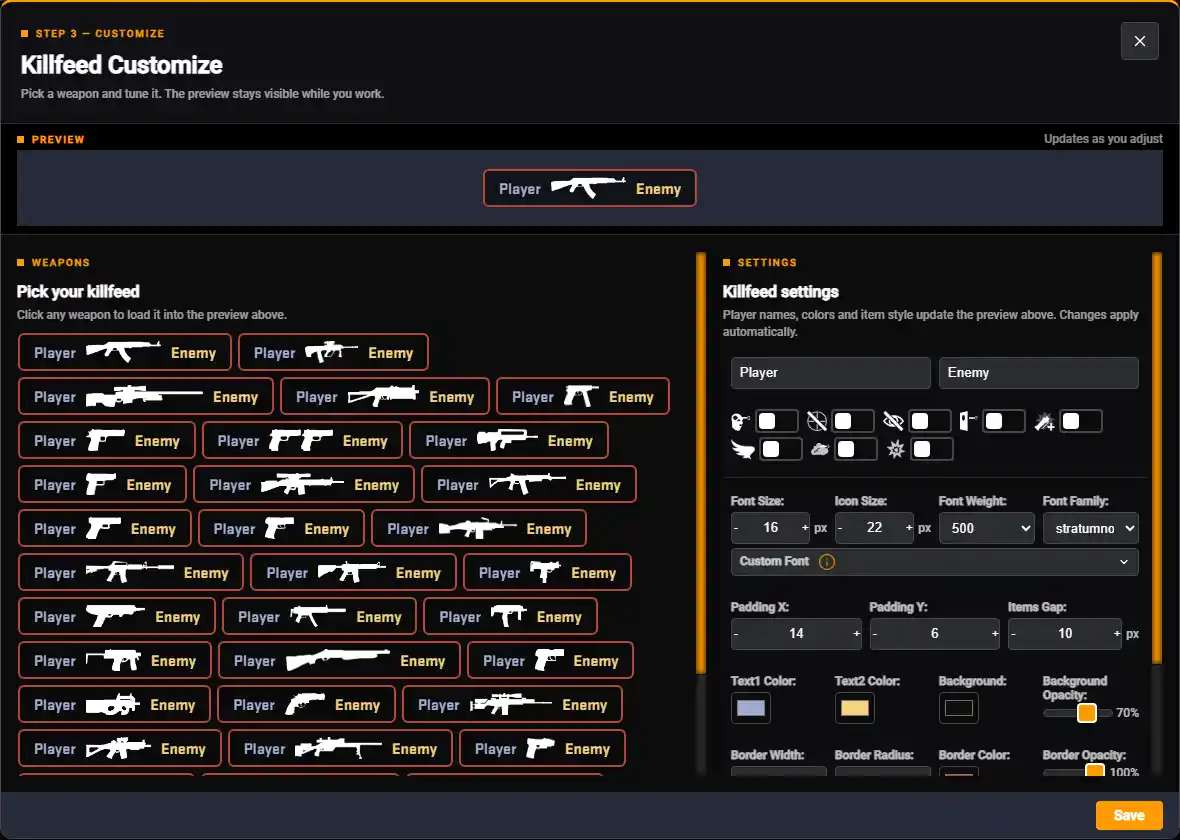 STEP 3 — CUSTOMIZE
Killfeed Customize
Pick a weapon and tune it. The preview stays visible while you work.
PREVIEW
Updates as you adjust
Player Enemy
WEAPONS
Pick your killfeed
Click any weapon to load it into the preview above.
Player Enemy Player Enemy
Player Enemy Player Enemy Player Enemy
Player Enemy Player Enemy Player Enemy
Player Enemy Player Enemy Player Enemy
Player Enemy Player Enemy Player Enemy
Player Enemy Player Enemy Player Enemy
Player Enemy Player Enemy Player Enemy
Player Enemy Player Enemy Player Enemy
Player Enemy Player Enemy Player Enemy
Player Enemy Player Enemy Player Enemy
SETTINGS
Killfeed settings
Player names, colors and item style update the preview above. Changes apply
automatically.
Player Enemy
Font Size: Icon Size: Font Weight: Font Family:
- 16 + px - 22 + px 500 stratumno
Custom Font
Padding X: Padding Y: Items Gap:
- 14 + - 6 + - 10 + px
Text1 Color: Text2 Color: Background: Background
Opacity:
70%
Border Width: Border Radius: Border Color: Border Opacity:
100%
Save